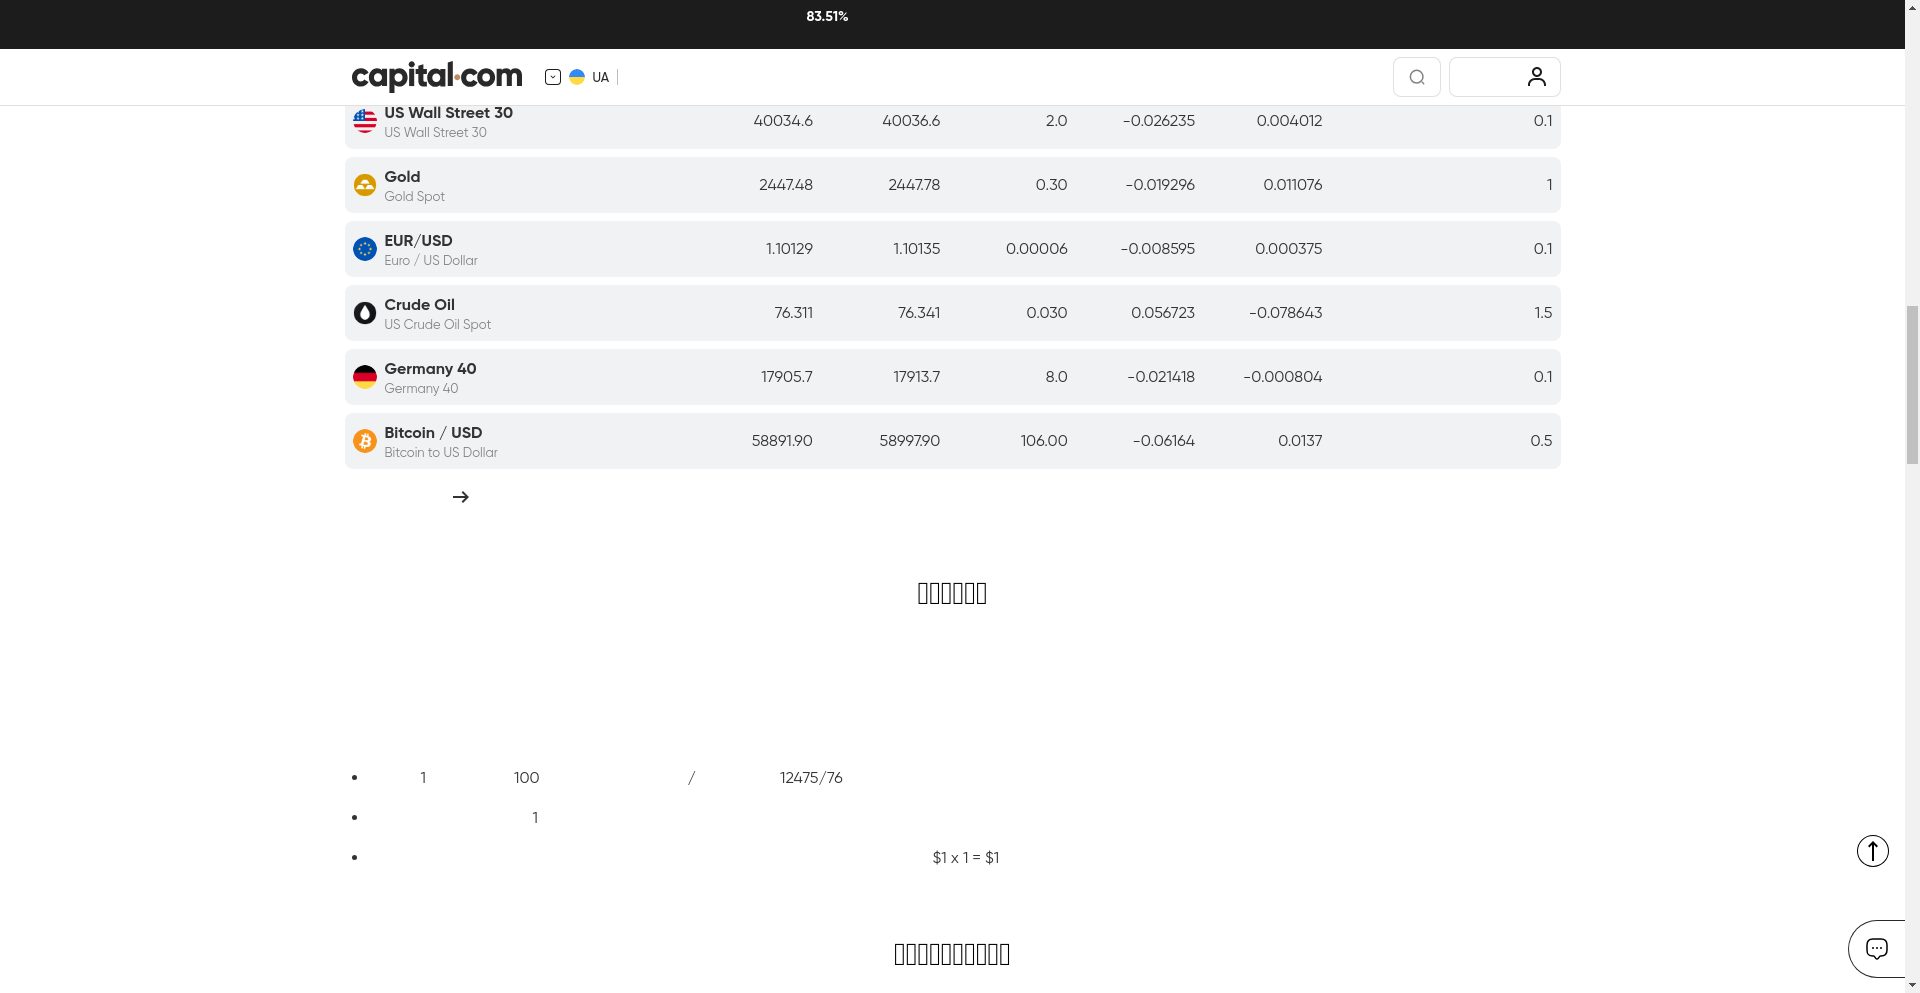 83.51%
capital.com UA
US Wall Street 30
US Wall Street 30
40034.6 40036.6 2.0 -0.026235 0.004012 0.1
Gold
Gold Spot
2447.48 2447.78 0.30 -0.019296 0.011076 1
EUR/USD
Euro / US Dollar
1.10129 1.10135 0.00006 -0.008595 0.000375 0.1
Crude Oil
US Crude Oil Spot
76.311 76.341 0.030 0.056723 -0.078643 1.5
Germany 40
Germany 40
17905.7 17913.7 8.0 -0.021418 -0.000804 0.1
Bitcoin / USD
Bitcoin to US Dollar
58891.90 58997.90 106.00 -0.06164 0.0137 0.5
1 100 / 12475/76
1
$1 x 1 = $1